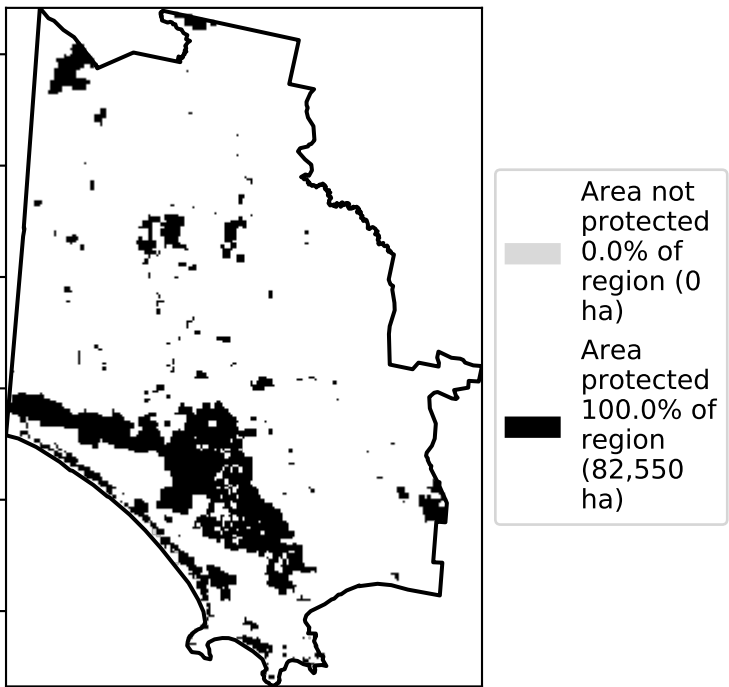 Area not
protected
0.0% of
region (0
ha)
Area
protected
100.0% of
region
(82,550
ha)